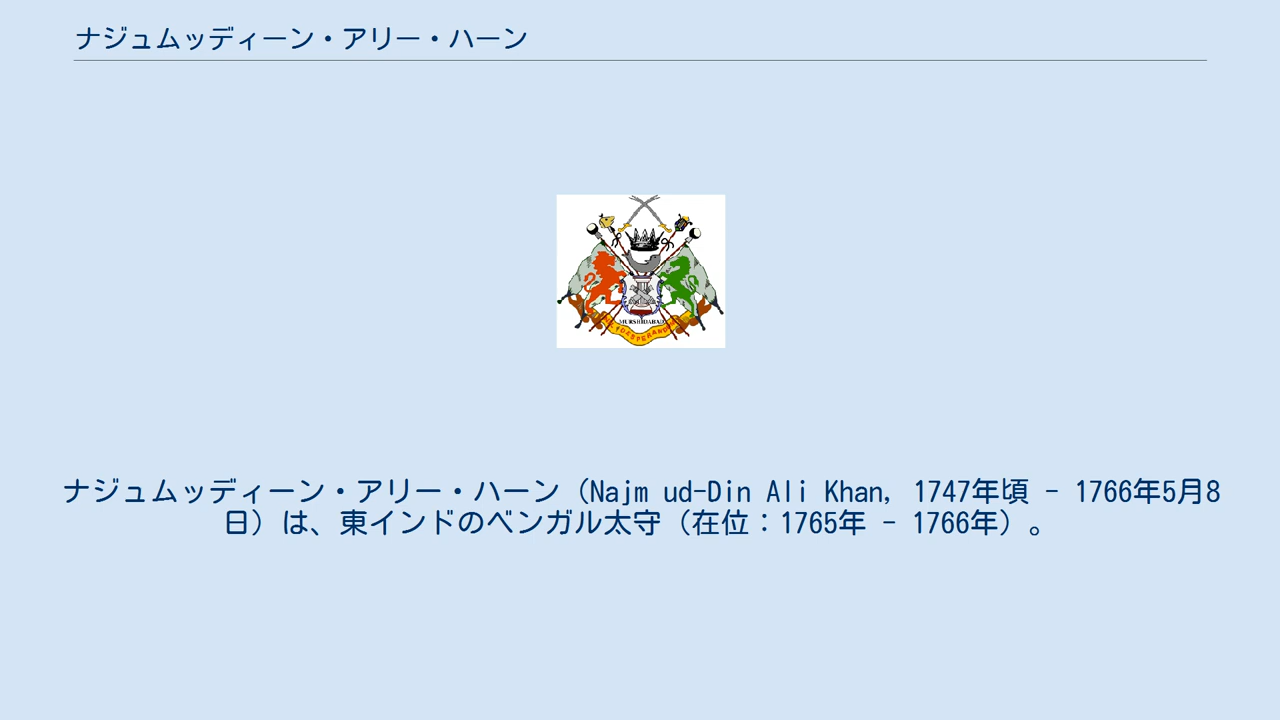 ナジュムッディーン・アリー・ハーン
MURSHIDABAD
ナジュムッディーン・アリー・ハーン（Najm ud-Din Ali Khan, 1747年頃 - 1766年5月8
日）は、東インドのベンガル太守（在位：1765年 - 1766年）。